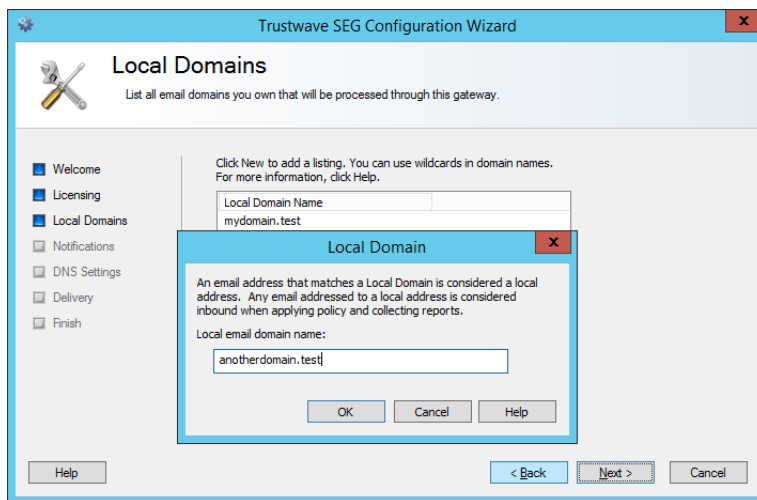 Trustwave SEG Configuration Wizard
x
Local Domains
List all email domains you own that will be processed through this gateway.
Welcome
Licensing
Local Domains
Notifications
DNS Settings
Delivery
Finish
Click New to add a listing. You can use wildcards in domain names.
For more information, click Help.
Local Domain Name
mydomain.test
Local Domain
x
An email address that matches a Local Domain is considered a local
address. Any email addressed to a local address is considered
inbound when applying policy and collecting reports.
Local email domain name:
anotherdomain.test
OK
Cancel
Help
Help
< Back
Next >
Cancel